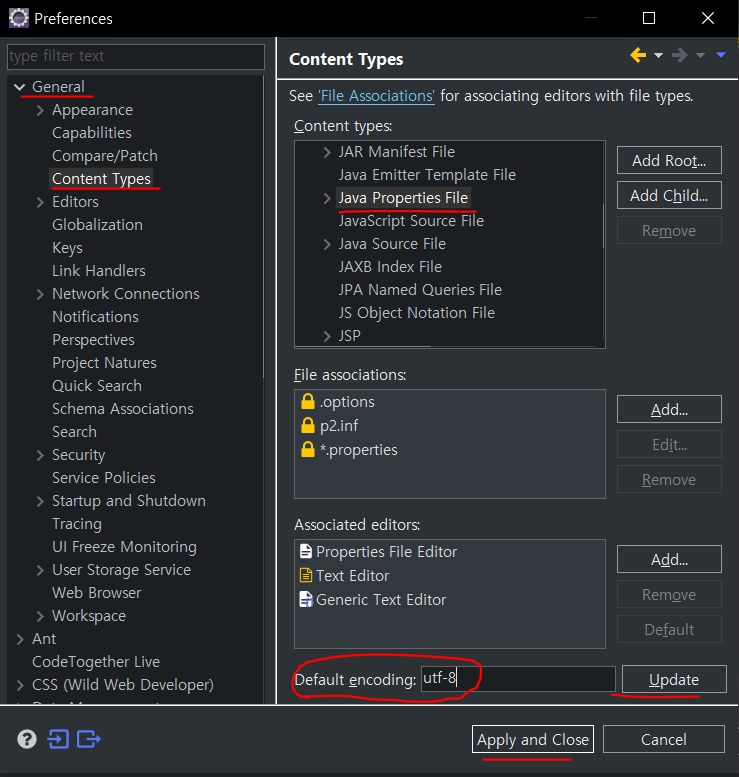 Preferences
type filter text
General
Appearance
Capabilities
Compare/Patch
Content Types
Editors
Globalization
Keys
Link Handlers
Network Connections
Notifications
Perspectives
Project Natures
Quick Search
Schema Associations
Search
Security
Service Policies
Startup and Shutdown
Tracing
UI Freeze Monitoring
User Storage Service
Web Browser
Workspace
Ant
CodeTogether Live
CSS (Wild Web Developer)
Content Types
See 'File Associations' for associating editors with file types.
Content types:
JAR Manifest File
Java Emitter Template File
Java Properties File
JavaScript Source File
Java Source File
JAXB Index File
JPA Named Queries File
JS Object Notation File
JSP
Add Root...
Add Child...
Remove
File associations:
.options
p2.inf
*.properties
Add...
Edit...
Remove
Associated editors:
Properties File Editor
Text Editor
Generic Text Editor
Add...
Remove
Default
Default encoding: utf-8
Update
Apply and Close
Cancel